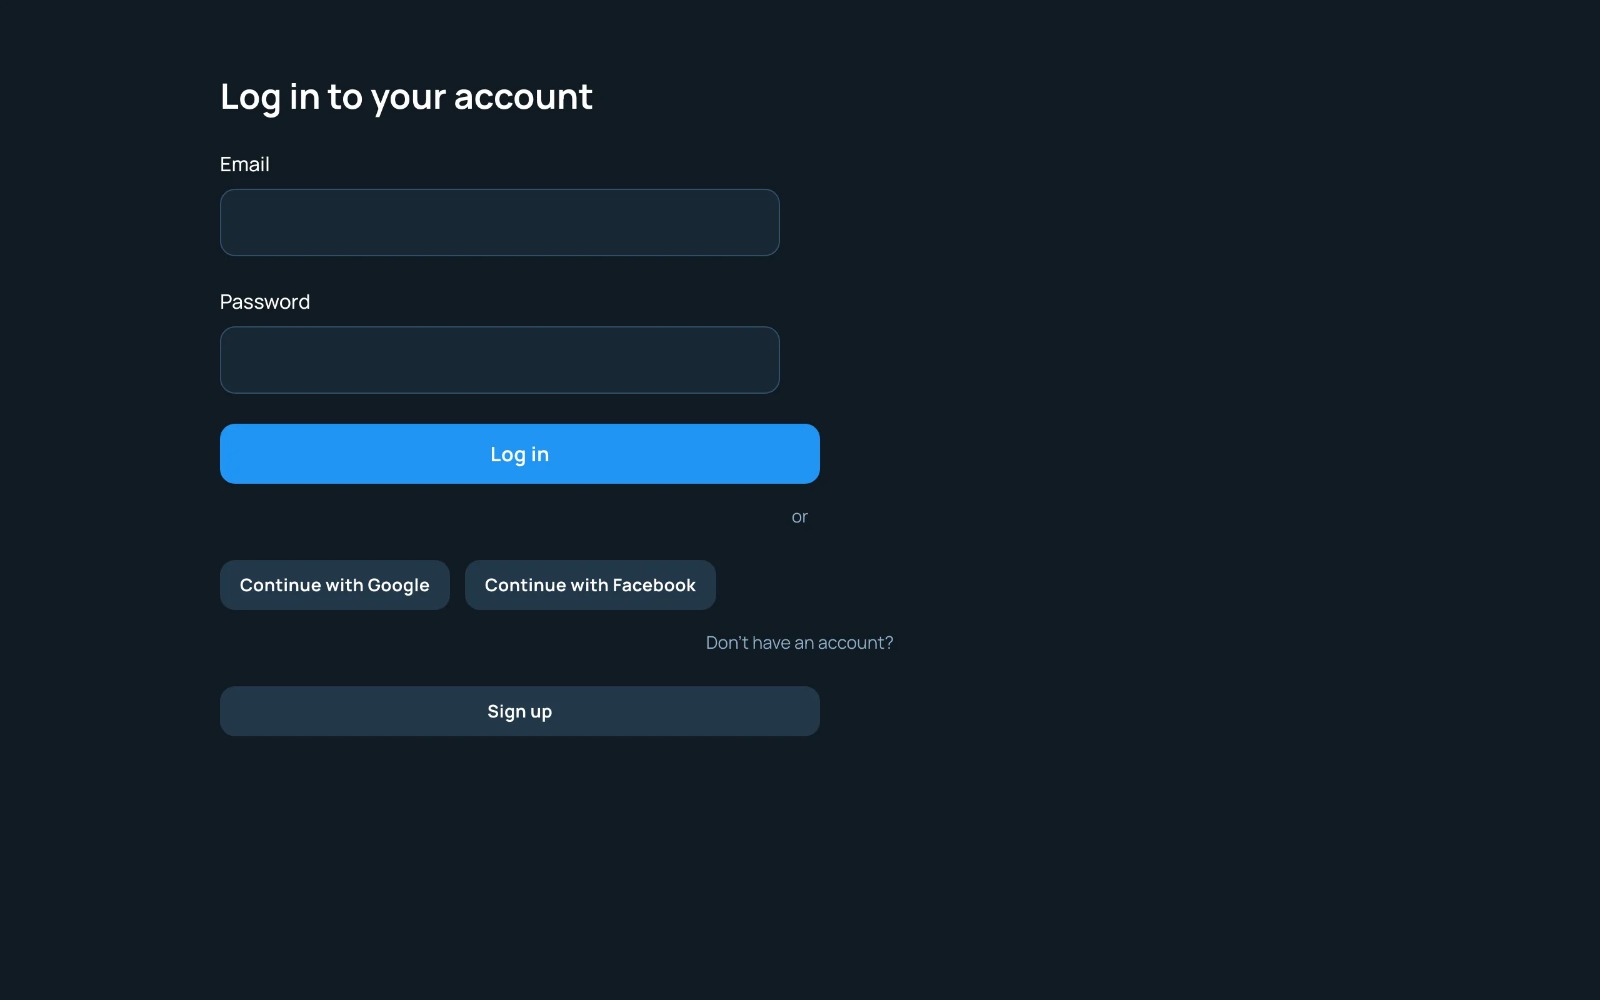 Log in to your account
Email
Password
Log in
or
Continue with Google Continue with Facebook
Don't have an account?
Sign up